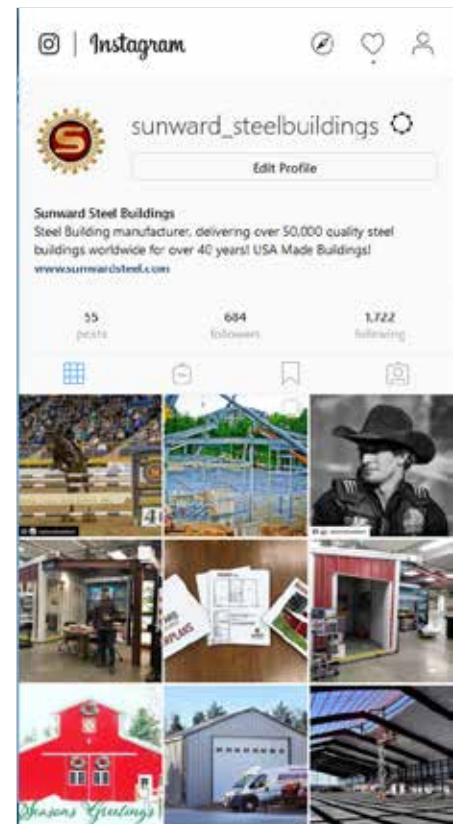 Instagram
sunward_steelbuildings
Edit Profile
Sunward Steel Buildings
Steel Building manufacturer, delivering over 50,000 quality steel
buildings worldwide for over 40 years! USA Made Buildings!
www.sunwardsteel.com
55 684 1,722
posts followers following
S
PLANS
Seasons Greetings